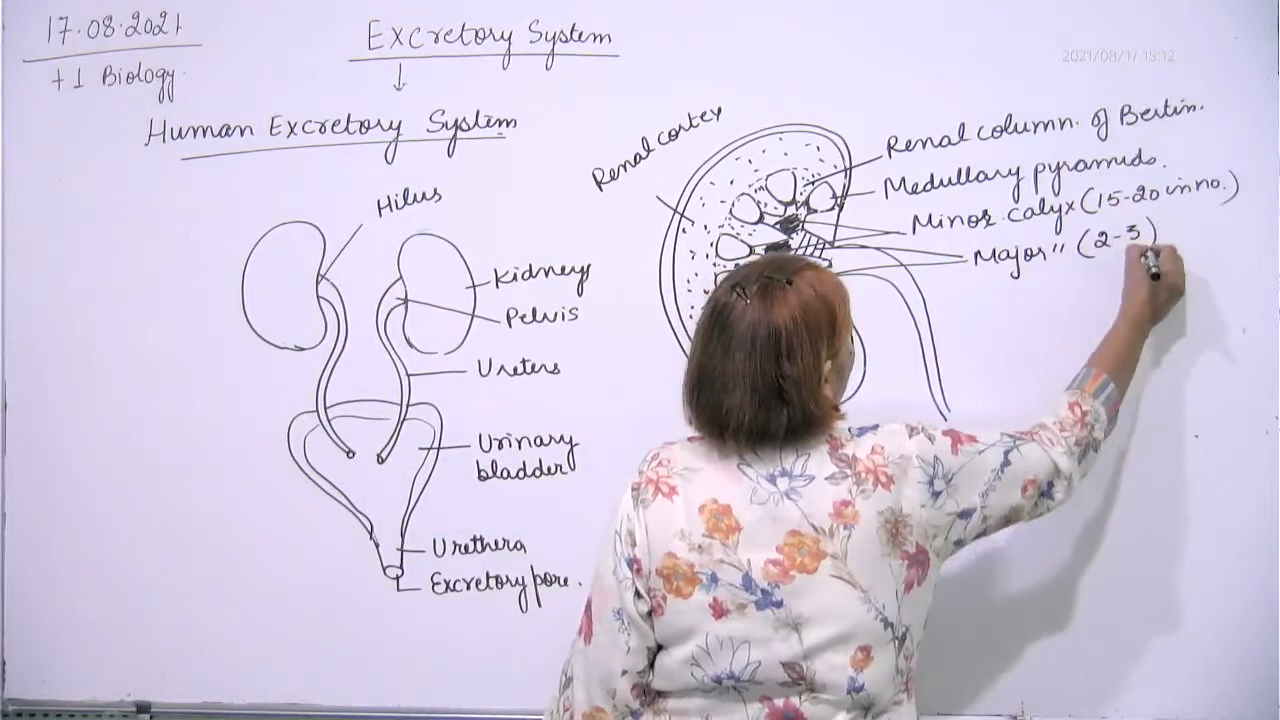 17.08.2021
+1 Biology
Excretory System
↓
Human Excretory System
2021/08/17 15:12
Hilus
Kidneys
Pelvis
Ureters
Urinary
bladder
Urethera
Excretory pore.
Renal cortex
Renal column of Bertin.
Medullary pyramids.
Minor calyx (15-20 in no.)
Major " (2-3)